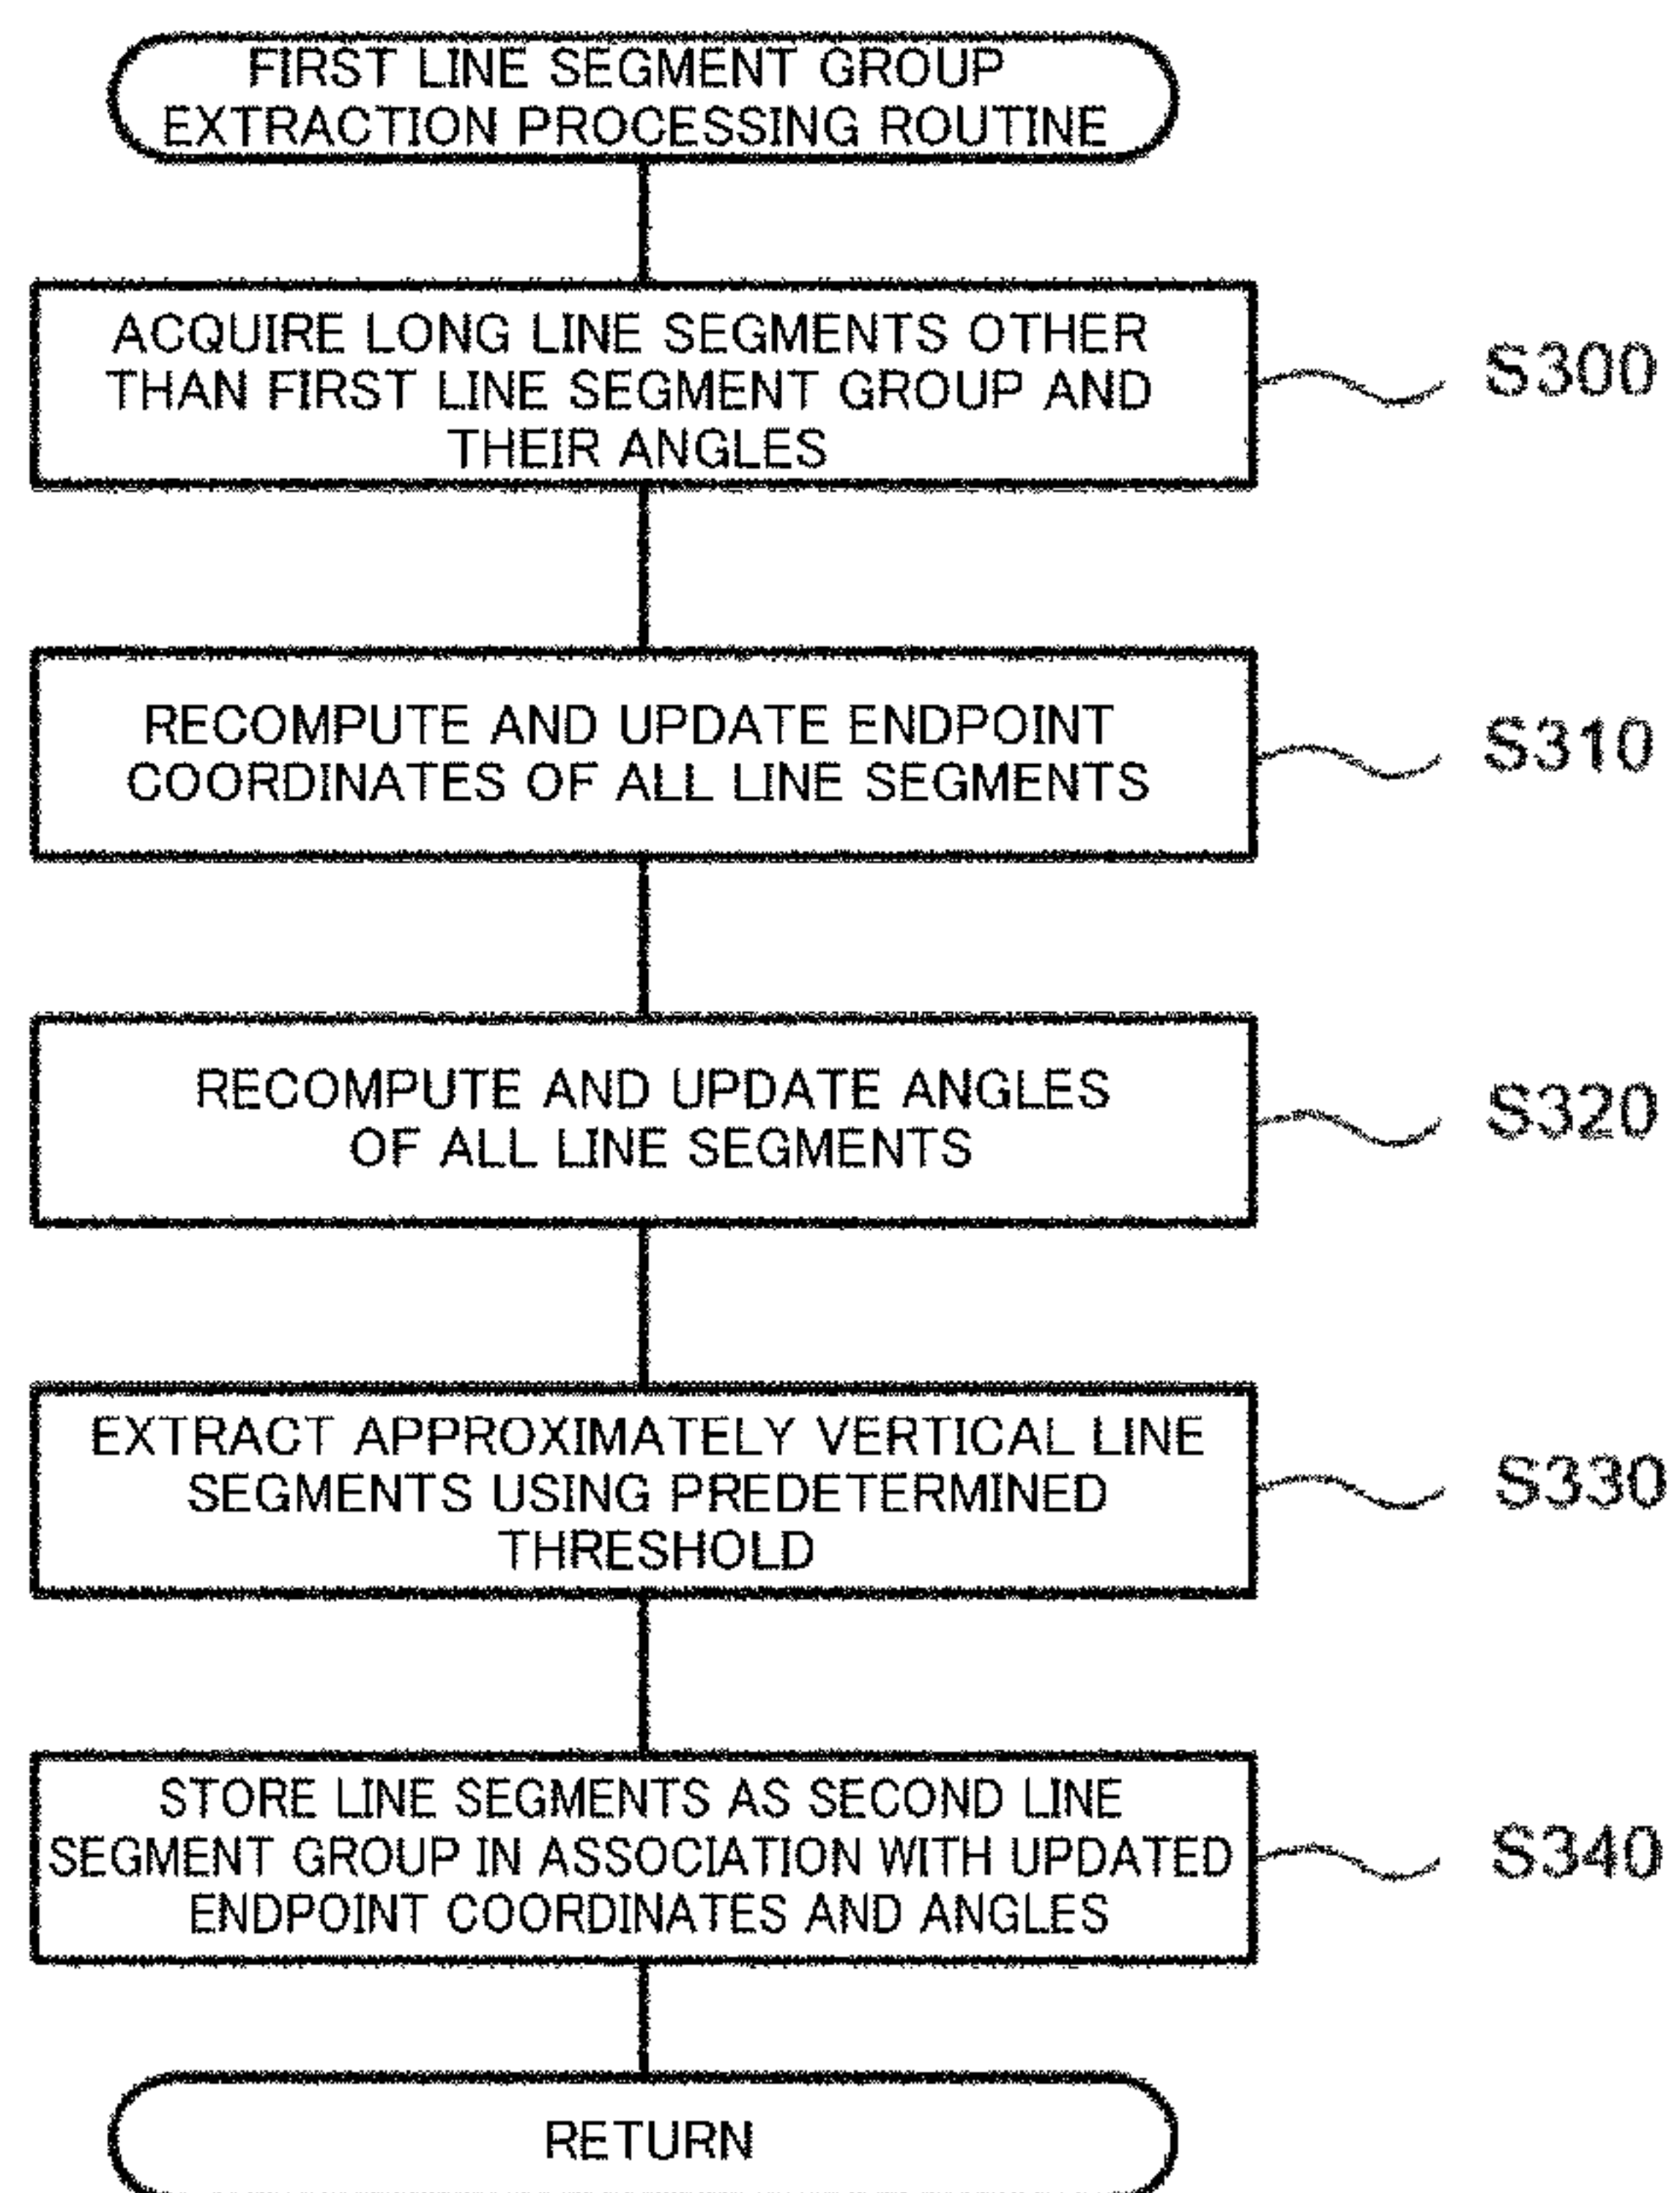 FIRST LINE SEGMENT GROUP
EXTRACTION PROCESSING ROUTINE
ACQUIRE LONG LINE SEGMENTS OTHER
THAN FIRST LINE SEGMENT GROUP AND
THEIR ANGLES
S300
RECOMPUTE AND UPDATE ENDPOINT
COORDINATES OF ALL LINE SEGMENTS
S310
RECOMPUTE AND UPDATE ANGLES
OF ALL LINE SEGMENTS
S320
EXTRACT APPROXIMATELY VERTICAL LINE
SEGMENTS USING PREDETERMINED
THRESHOLD
S330
STORE LINE SEGMENTS AS SECOND LINE
SEGMENT GROUP IN ASSOCIATION WITH UPDATED
ENDPOINT COORDINATES AND ANGLES
S340
RETURN